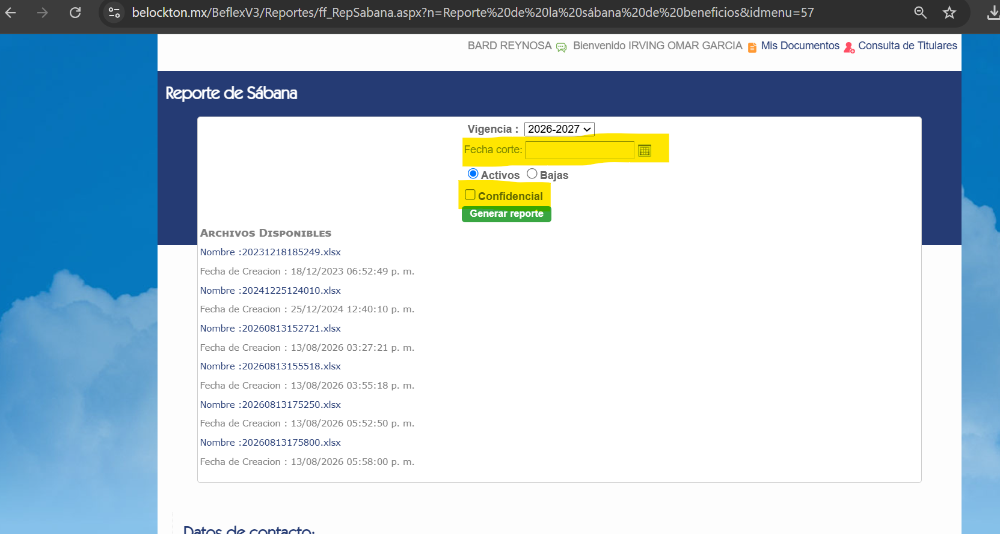 belockton.mx/BeflexV3/Reportes/ff_RepSabana.aspx?n=Reporte%20de%20la%20sábana%20de%20beneficios&idmenu=57
BARD REYNOSA Bienvenido IRVING OMAR GARCIA Mis Documentos Consulta de Titulares
Reporte de Sábana
Vigencia : 2026-2027
Fecha corte:
Activos Bajas
Confidencial
Generar reporte
Archivos Disponibles
Nombre :20231218185249.xlsx
Fecha de Creacion : 18/12/2023 06:52:49 p. m.
Nombre :20241225124010.xlsx
Fecha de Creacion : 25/12/2024 12:40:10 p. m.
Nombre :20260813152721.xlsx
Fecha de Creacion : 13/08/2026 03:27:21 p. m.
Nombre :20260813155518.xlsx
Fecha de Creacion : 13/08/2026 03:55:18 p. m.
Nombre :20260813175250.xlsx
Fecha de Creacion : 13/08/2026 05:52:50 p. m.
Nombre :20260813175800.xlsx
Fecha de Creacion : 13/08/2026 05:58:00 p. m.
Datos de contacto: